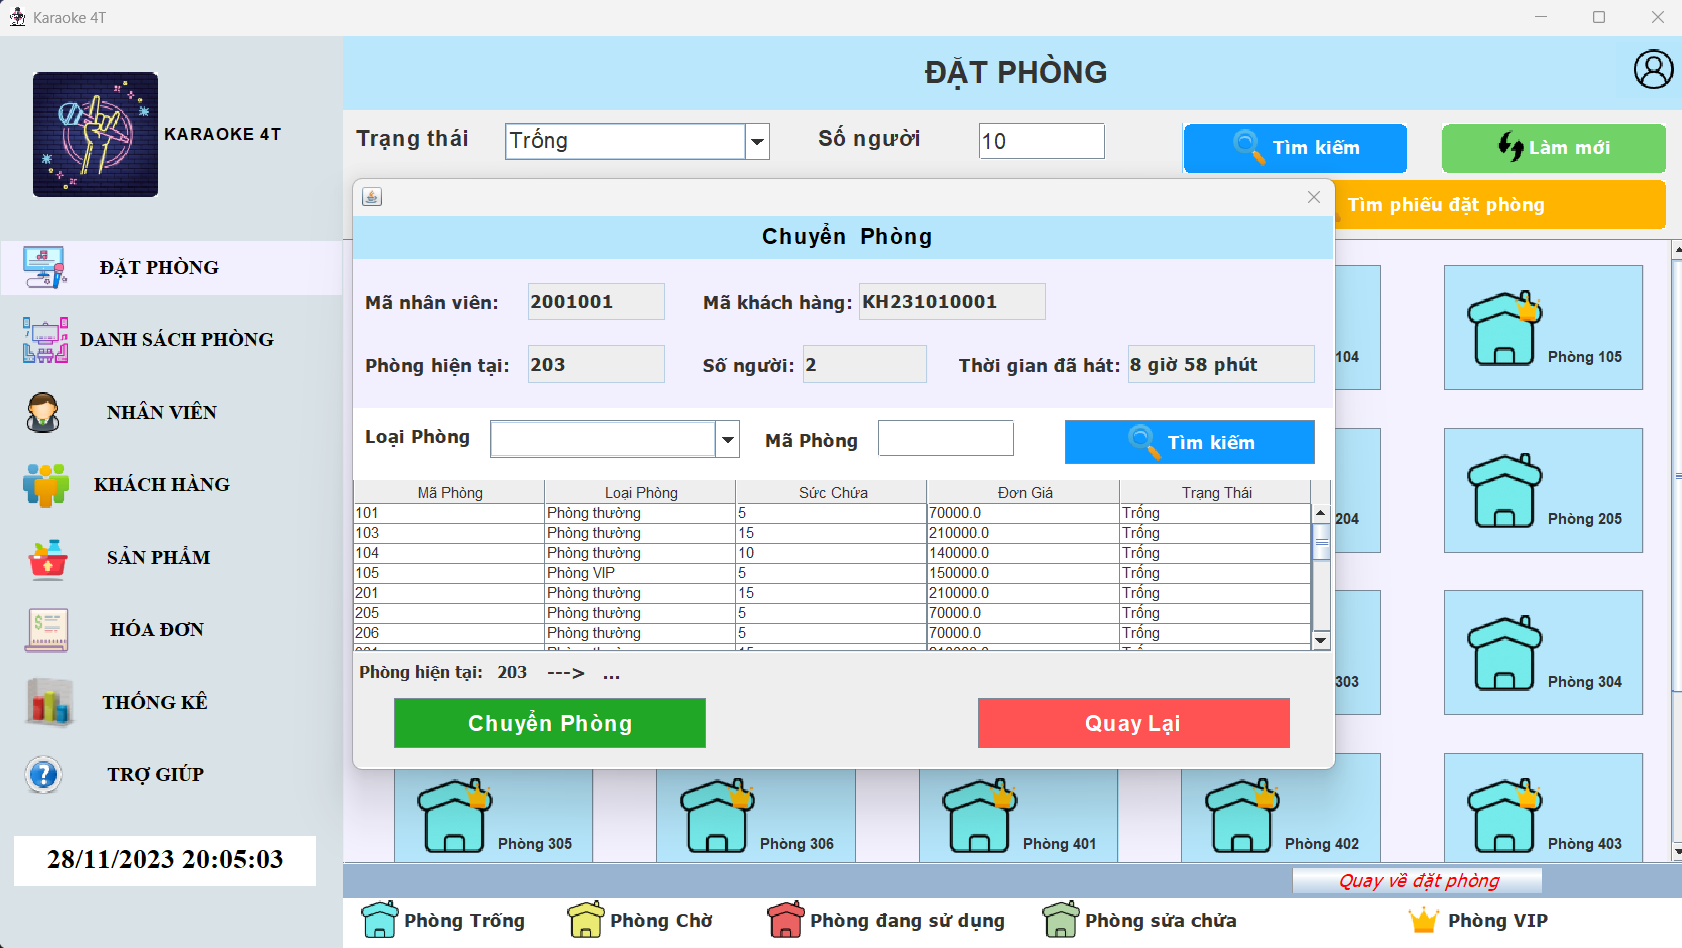 Karaoke 4T
KARAOKE 4T
ĐẶT PHÒNG
DANH SÁCH PHÒNG
NHÂN VIÊN
KHÁCH HÀNG
SẢN PHẨM
HÓA ĐƠN
THỐNG KÊ
TRỢ GIÚP
28/11/2023 20:05:03
ĐẶT PHÒNG
Trạng thái Trống Số người 10 Tìm kiếm Làm mới
Tìm phiếu đặt phòng
Chuyển Phòng
Mã nhân viên: 2001001 Mã khách hàng: KH231010001
Phòng hiện tại: 203 Số người: 2 Thời gian đã hát: 8 giờ 58 phút
Loại Phòng Mã Phòng Tìm kiếm
Mã Phòng Loại Phòng Sức Chứa Đơn Giá Trạng Thái
101 Phòng thường 5 70000.0 Trống
103 Phòng thường 15 210000.0 Trống
104 Phòng thường 10 140000.0 Trống
105 Phòng VIP 5 150000.0 Trống
201 Phòng thường 15 210000.0 Trống
205 Phòng thường 5 70000.0 Trống
206 Phòng thường 5 70000.0 Trống
Phòng hiện tại: 203 ---> ...
Chuyển Phòng Quay Lại
104 Phòng 105
204 Phòng 205
303 Phòng 304
Phòng 305 Phòng 306 Phòng 401 Phòng 402 Phòng 403
Quay về đặt phòng
Phòng Trống Phòng Chờ Phòng đang sử dụng Phòng sửa chửa Phòng VIP